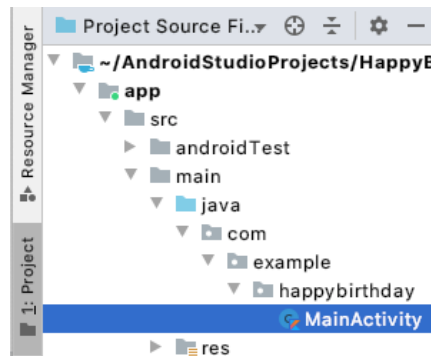 Resource Manager
1: Project
Project Source Fi..
~/AndroidStudioProjects/HappyB
app
src
androidTest
main
java
com
example
happybirthday
MainActivity
res